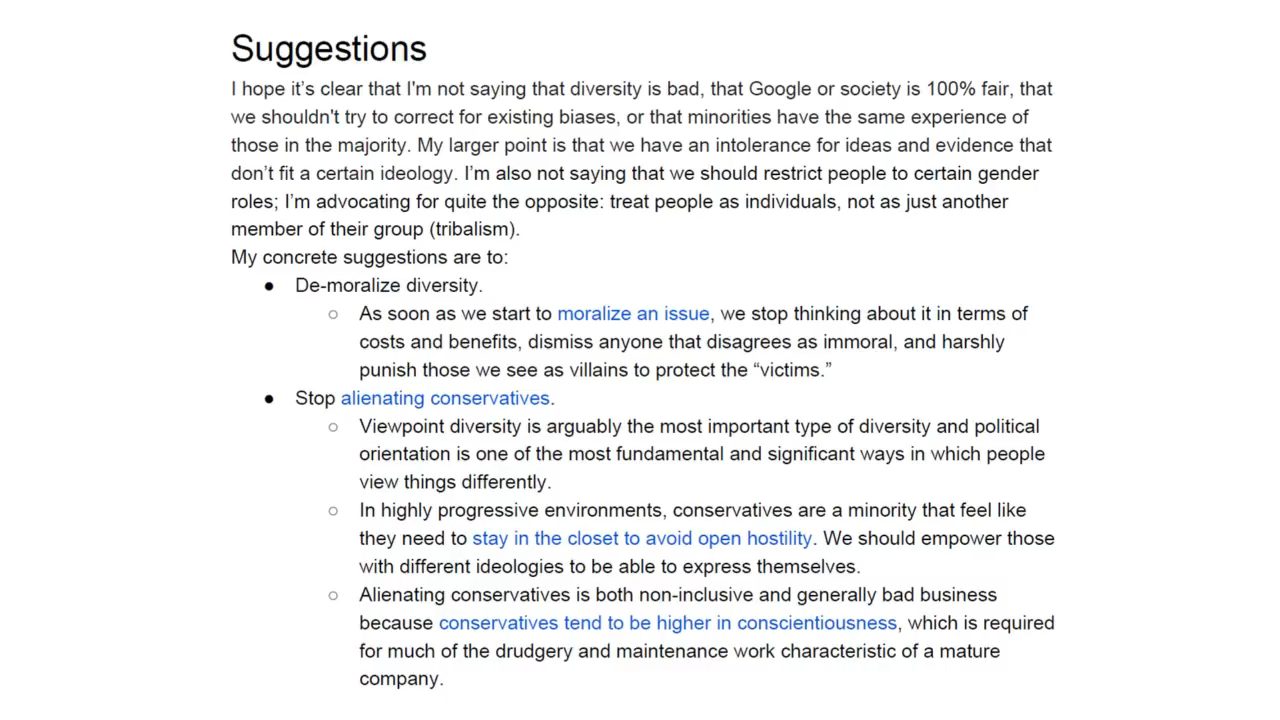 Suggestions
I hope it’s clear that I'm not saying that diversity is bad, that Google or society is 100% fair, that
we shouldn't try to correct for existing biases, or that minorities have the same experience of
those in the majority. My larger point is that we have an intolerance for ideas and evidence that
don’t fit a certain ideology. I’m also not saying that we should restrict people to certain gender
roles; I’m advocating for quite the opposite: treat people as individuals, not as just another
member of their group (tribalism).
My concrete suggestions are to:
● De-moralize diversity.
○ As soon as we start to moralize an issue, we stop thinking about it in terms of
costs and benefits, dismiss anyone that disagrees as immoral, and harshly
punish those we see as villains to protect the “victims.”
● Stop alienating conservatives.
○ Viewpoint diversity is arguably the most important type of diversity and political
orientation is one of the most fundamental and significant ways in which people
view things differently.
○ In highly progressive environments, conservatives are a minority that feel like
they need to stay in the closet to avoid open hostility. We should empower those
with different ideologies to be able to express themselves.
○ Alienating conservatives is both non-inclusive and generally bad business
because conservatives tend to be higher in conscientiousness, which is required
for much of the drudgery and maintenance work characteristic of a mature
company.